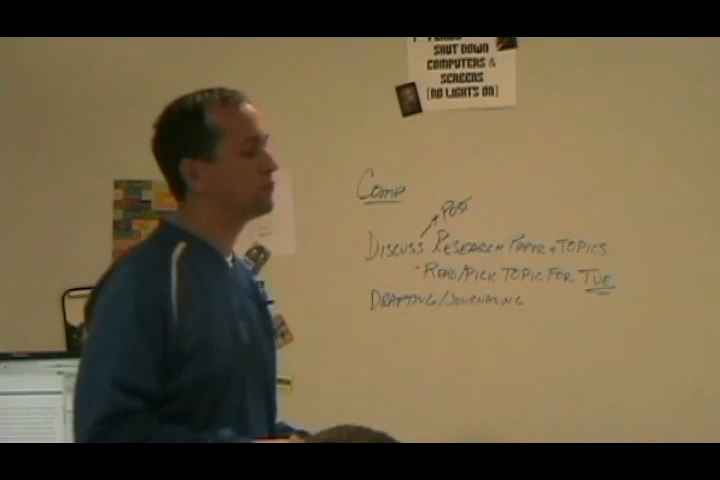 SHUT DOWN
COMPUTERS &
SCREENS
(NO LIGHTS ON)
COMP
POST
DISCUSS RESEARCH PAPER + TOPICS
- READ/PICK TOPIC FOR TUE
DRAFTING/JOURNALING